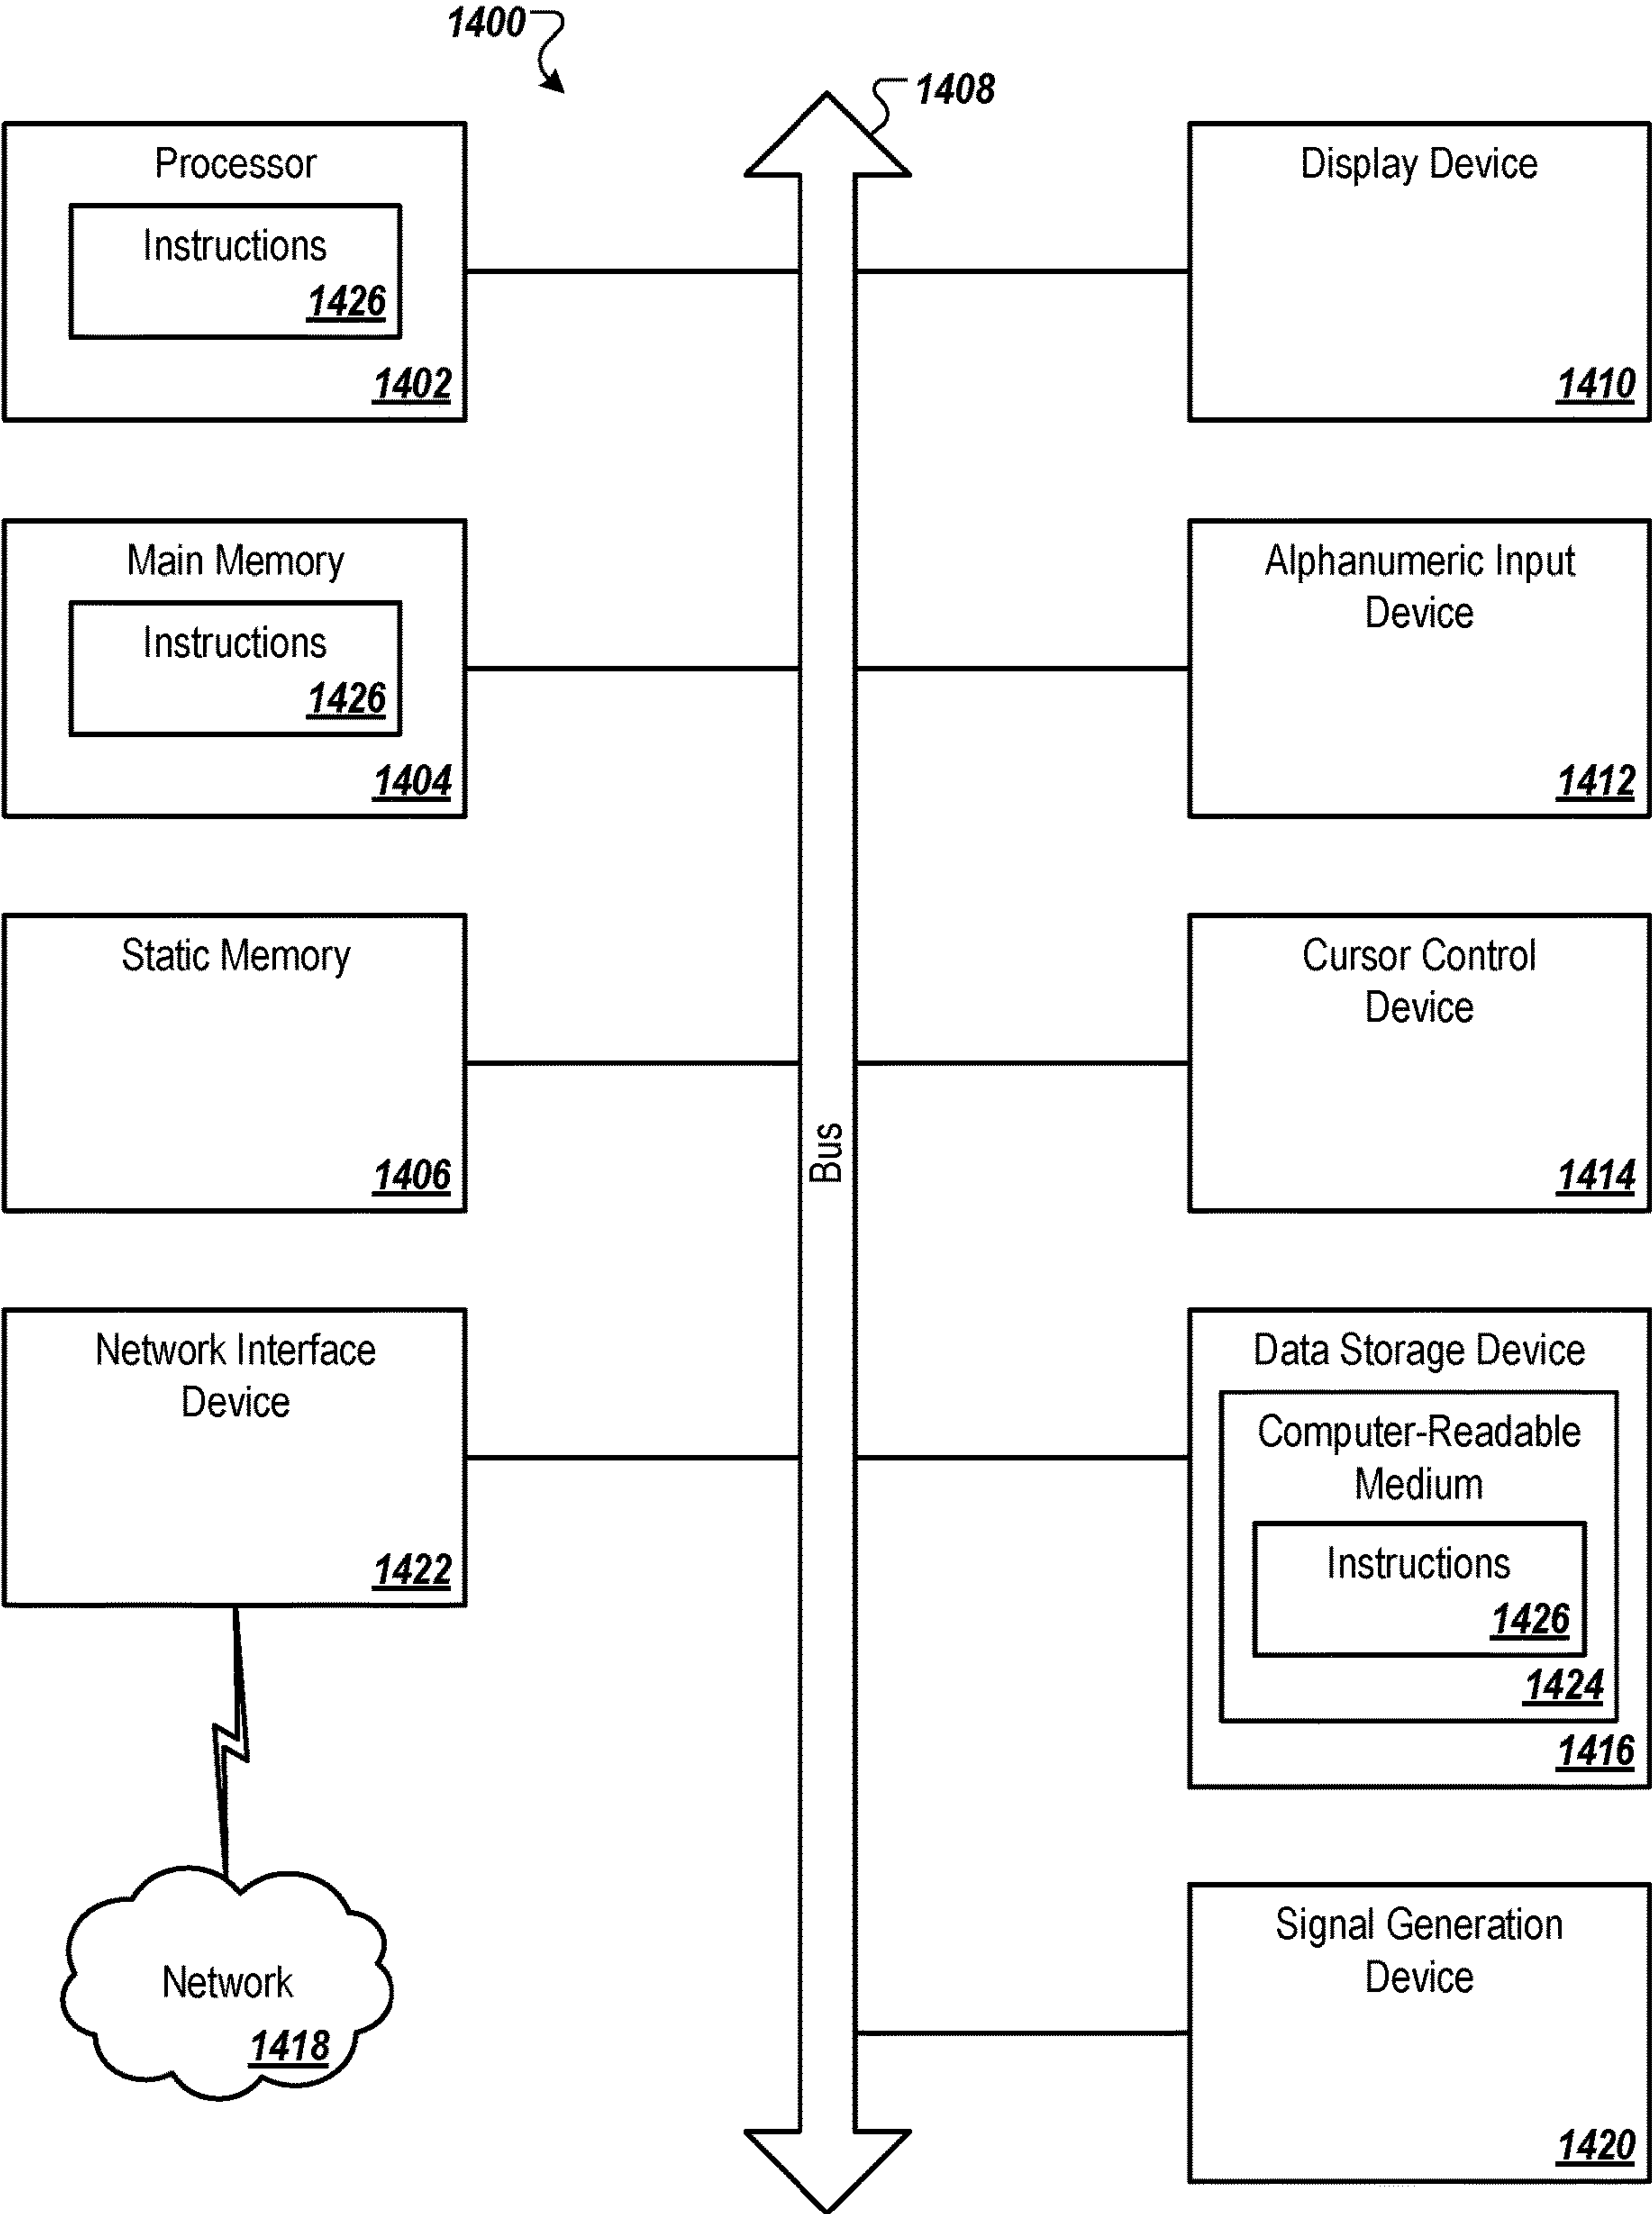 1400
1408
Processor
Instructions
1426
1402
Display Device
1410
Main Memory
Instructions
1426
1404
Alphanumeric Input
Device
1412
Static Memory
1406
Cursor Control
Device
1414
Bus
Network Interface
Device
1422
Data Storage Device
Computer-Readable
Medium
Instructions
1426
1424
1416
Network
1418
Signal Generation
Device
1420